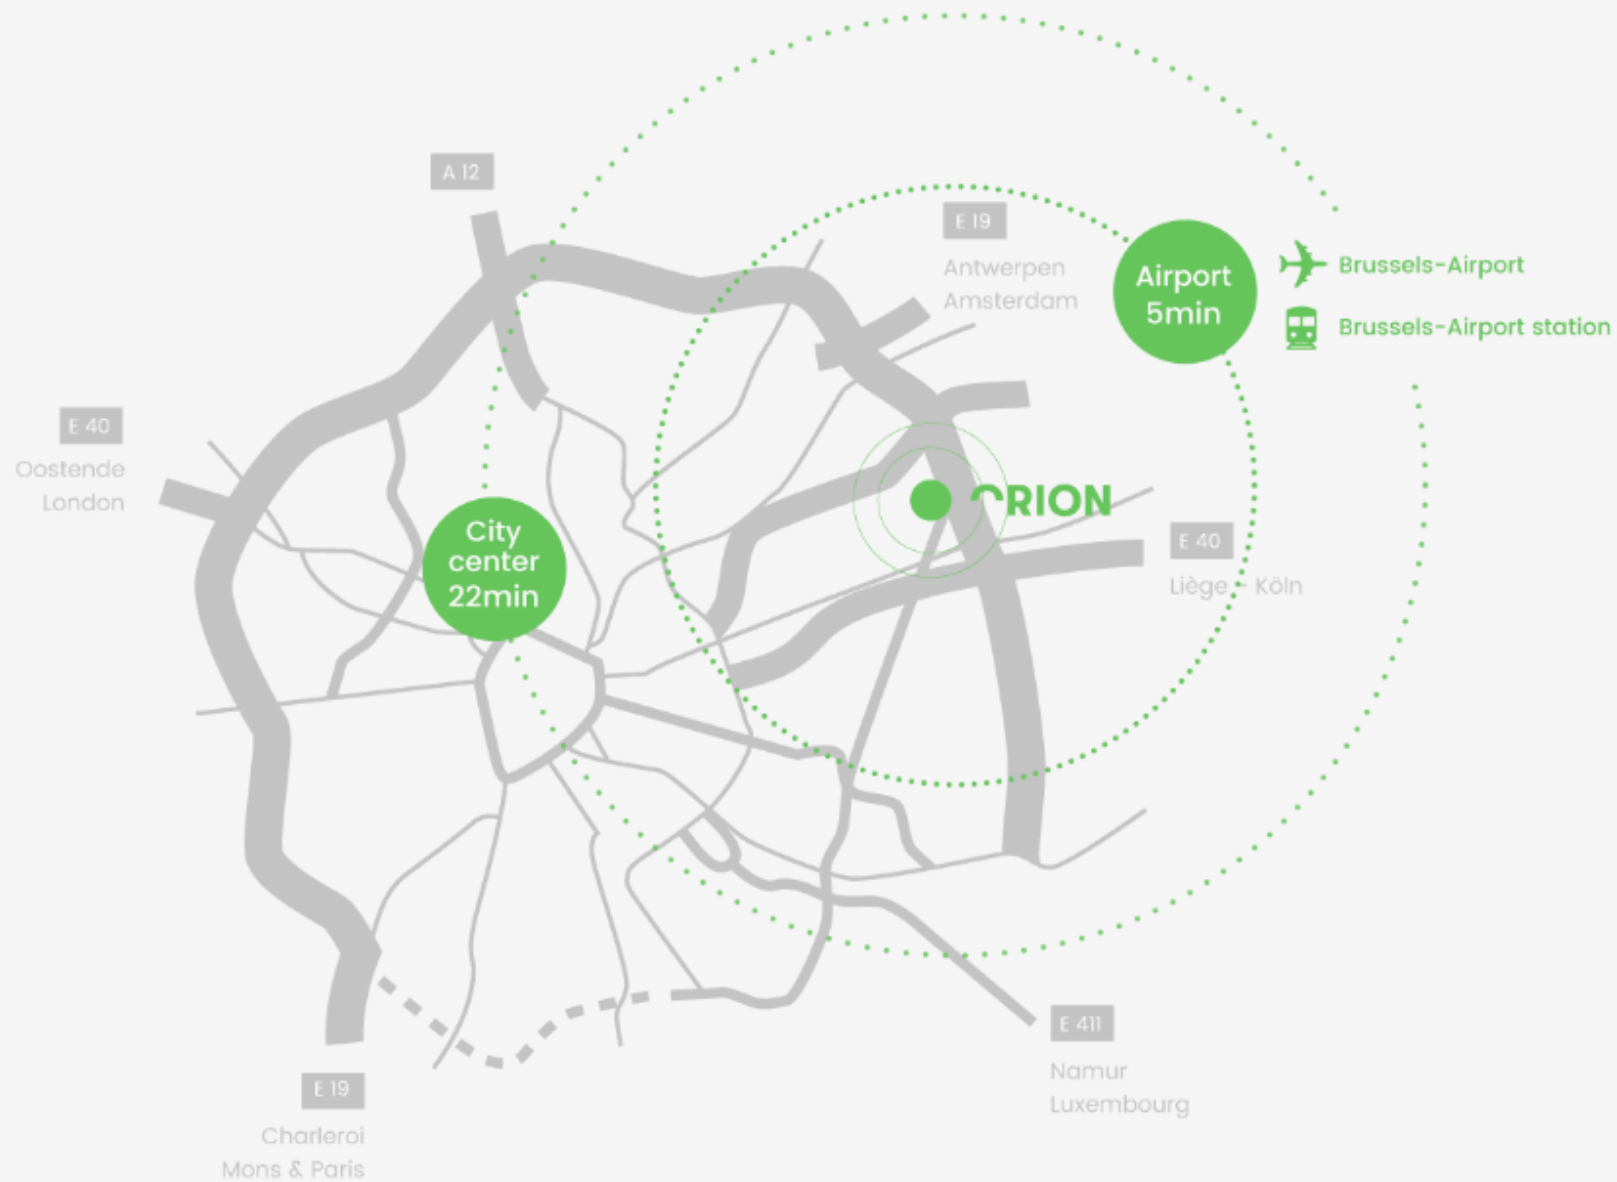 A 12
E 19
Antwerpen
Amsterdam
Airport
5min
Brussels-Airport
Brussels-Airport station
E 40
Oostende
London
City
center
22min
ORION
E 40
Liège - Köln
E 411
Namur
Luxembourg
E 19
Charleroi
Mons & Paris